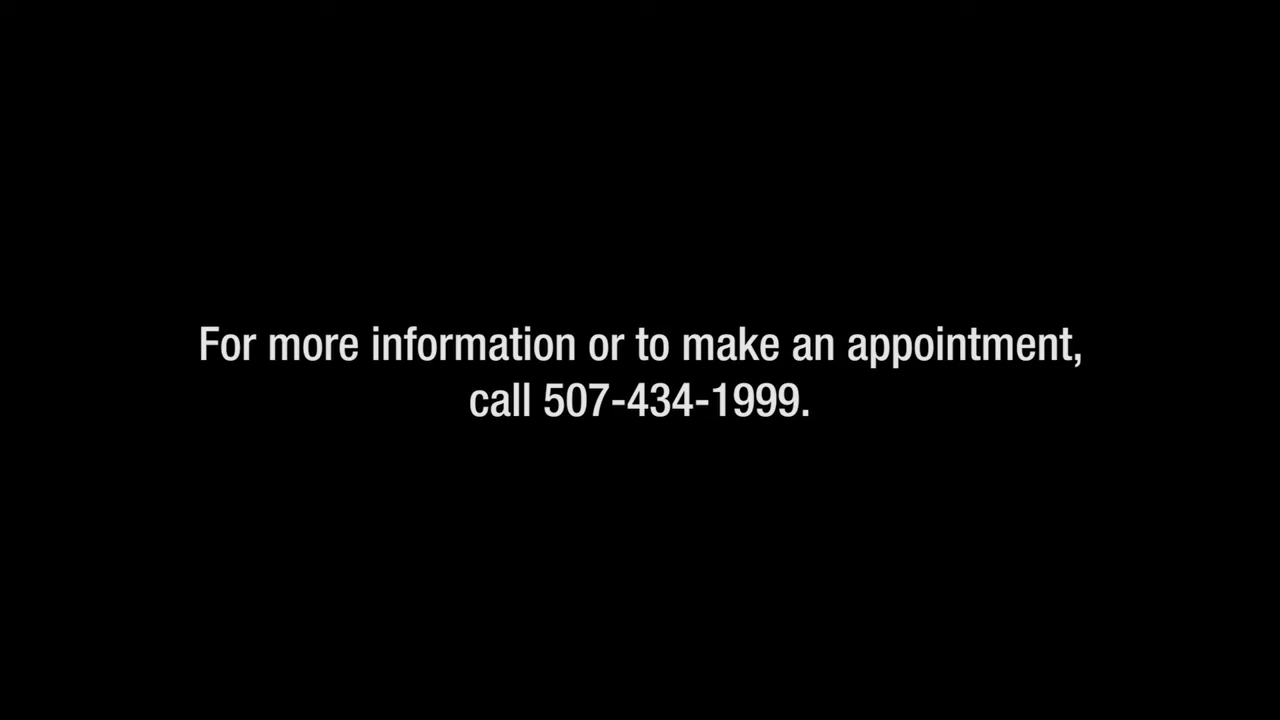 For more information or to make an appointment,
call 507-434-1999.